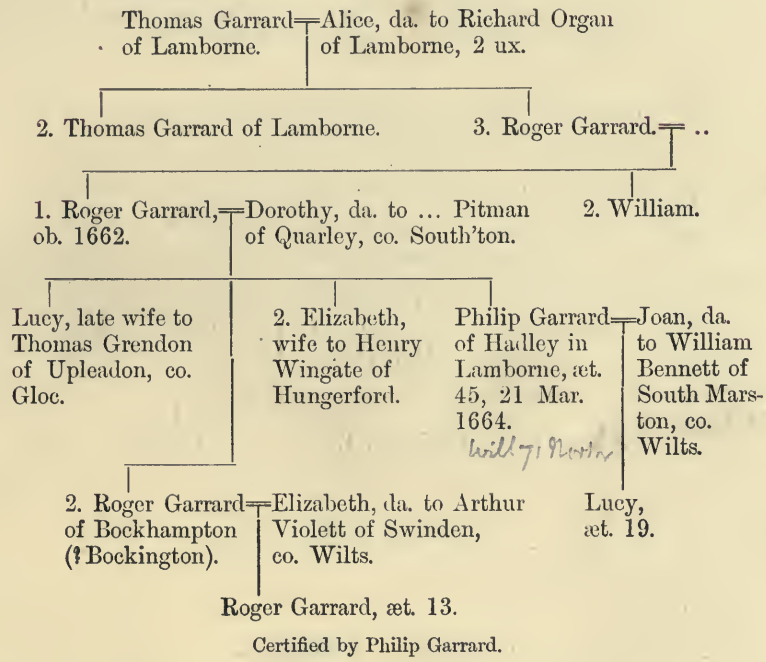 Thomas Garrard=Alice, da. to Richard Organ
of Lamborne. of Lamborne, 2 ux.
2. Thomas Garrard of Lamborne. 3. Roger Garrard.= ..
1. Roger Garrard,=Dorothy, da. to ... Pitman 2. William.
ob. 1662. of Quarley, co. South'ton.
Lucy, late wife to
Thomas Grendon
of Upleadon, co.
Gloc.
2. Elizabeth,
wife to Henry
Wingate of
Hungerford.
Philip Garrard=
of Hadley in
Lamborne, æt.
45, 21 Mar.
1664.
Joan, da.
to William
Bennett of
South Mars-
ton, co.
Wilts.
2. Roger Garrard=Elizabeth, da. to Arthur
of Bockhampton Violett of Swinden,
(? Bockington). co. Wilts.
Lucy,
æt. 19.
Roger Garrard, æt. 13.
Certified by Philip Garrard.